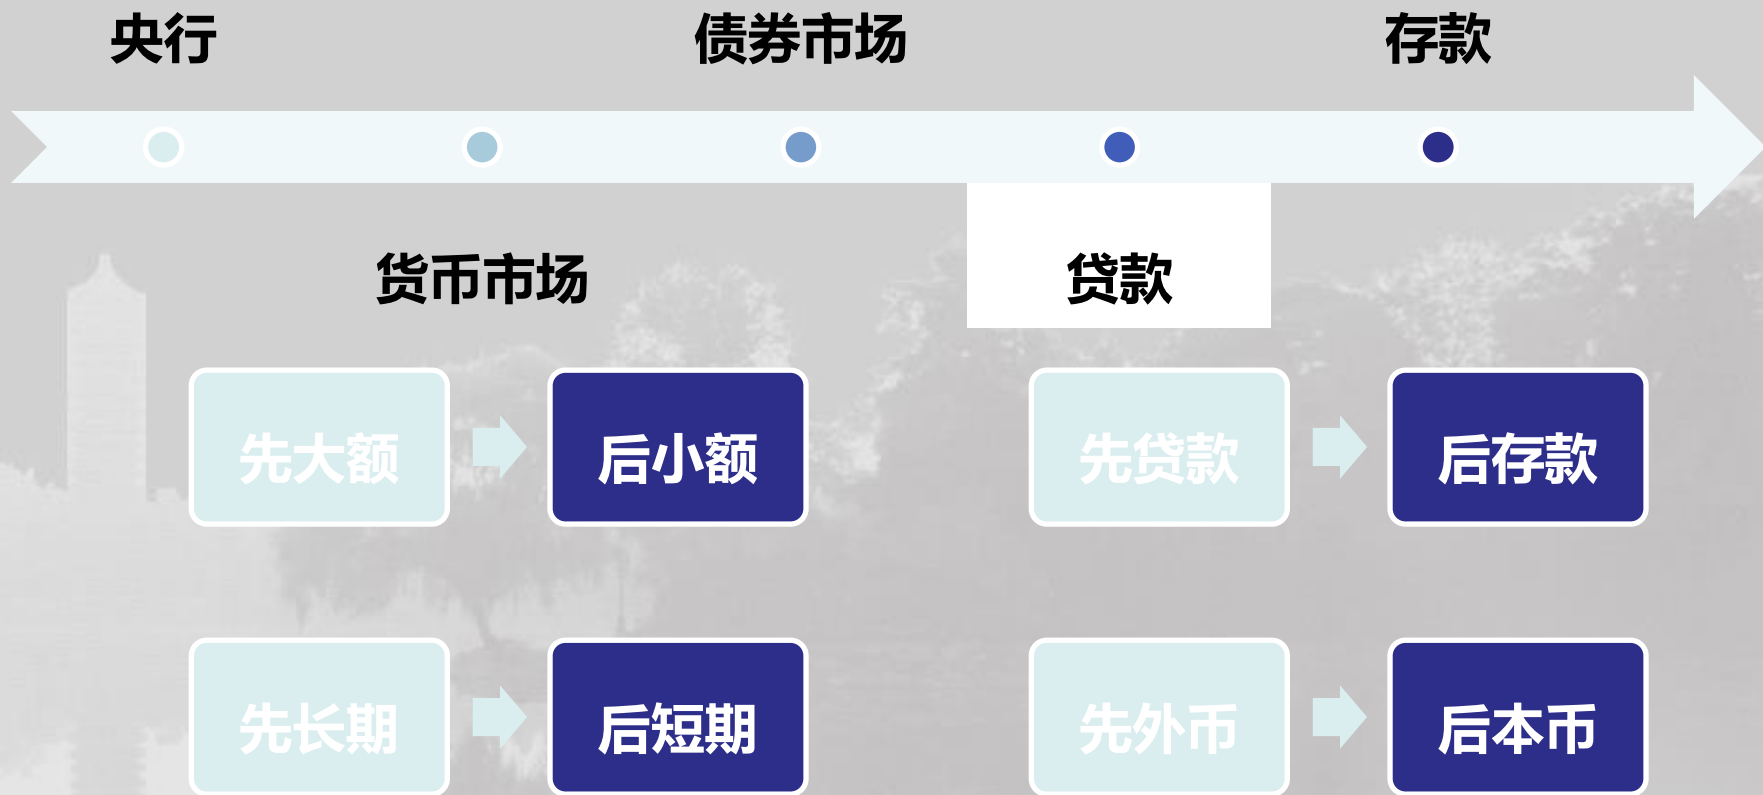 央行
债券市场
存款
货币市场
贷款
先大额
后小额
先贷款
后存款
先长期
后短期
先外币
后本币